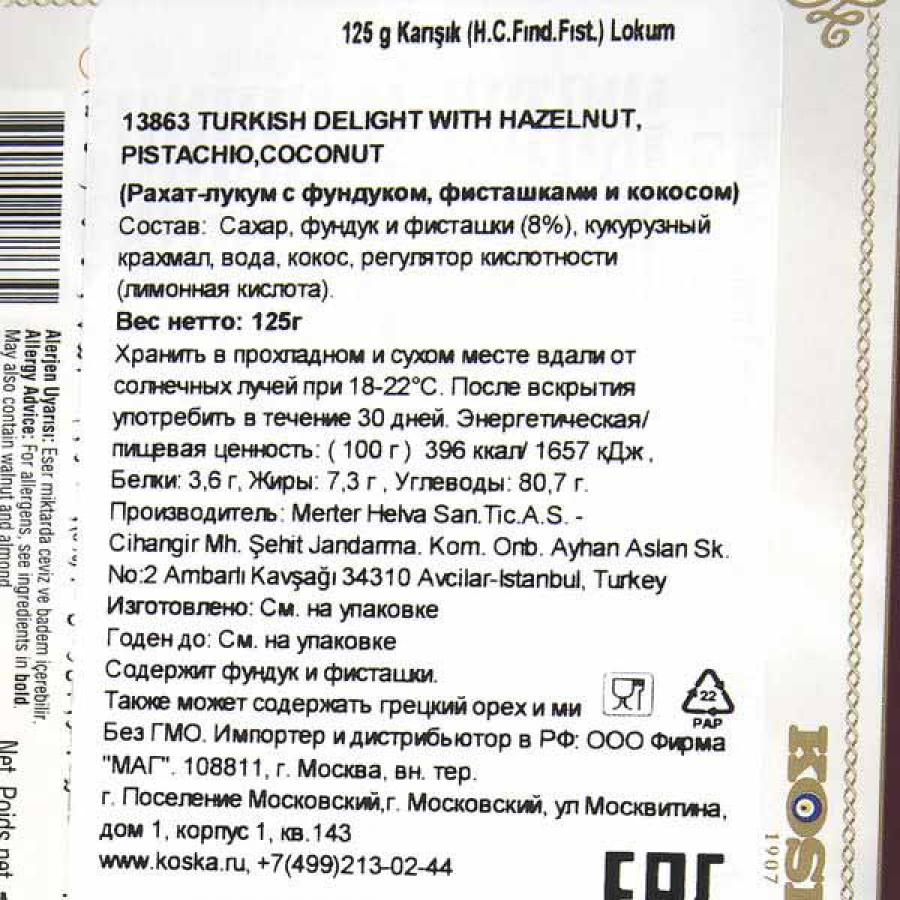 125 g Karışık (H.C.Fınd.Fıst.) Lokum
13863 TURKISH DELIGHT WITH HAZELNUT,
PISTACHIO,COCONUT
(Рахат-лукум с фундуком, фисташками и кокосом)
Состав: Сахар, фундук и фисташки (8%), кукурузный
крахмал, вода, кокос, регулятор кислотности
(лимонная кислота).
Вес нетто: 125г
Хранить в прохладном и сухом месте вдали от
солнечных лучей при 18-22°С. После вскрытия
употребить в течение 30 дней. Энергетическая/
пищевая ценность: ( 100 г ) 396 ккал/ 1657 кДж ,
Белки: 3,6 г, Жиры: 7,3 г , Углеводы: 80,7 г.
Производитель: Merter Helva San.Tic.A.S. -
Cihangir Mh. Şehit Jandarma. Kom. Onb. Ayhan Aslan Sk.
No:2 Ambarlı Kavşağı 34310 Avcilar-Istanbul, Turkey
Изготовлено: См. на упаковке
Годен до: См. на упаковке
Содержит фундук и фисташки.
Также может содержать грецкий орех и ми
Без ГМО. Импортер и дистрибьютор в РФ: ООО Фирма
"МАГ". 108811, г. Москва, вн. тер.
г. Поселение Московский,г. Московский, ул Москвитина,
дом 1, корпус 1, кв.143
www.koska.ru, +7(499)213-02-44
22
PAP
EAC
Alerjen Uyarısı: Eser miktarda ceviz ve badem içerebilir.
Allergy Advice: For allergens, see ingredients in bold.
May also contain walnut and almond
Net Poids net
KOS
1907